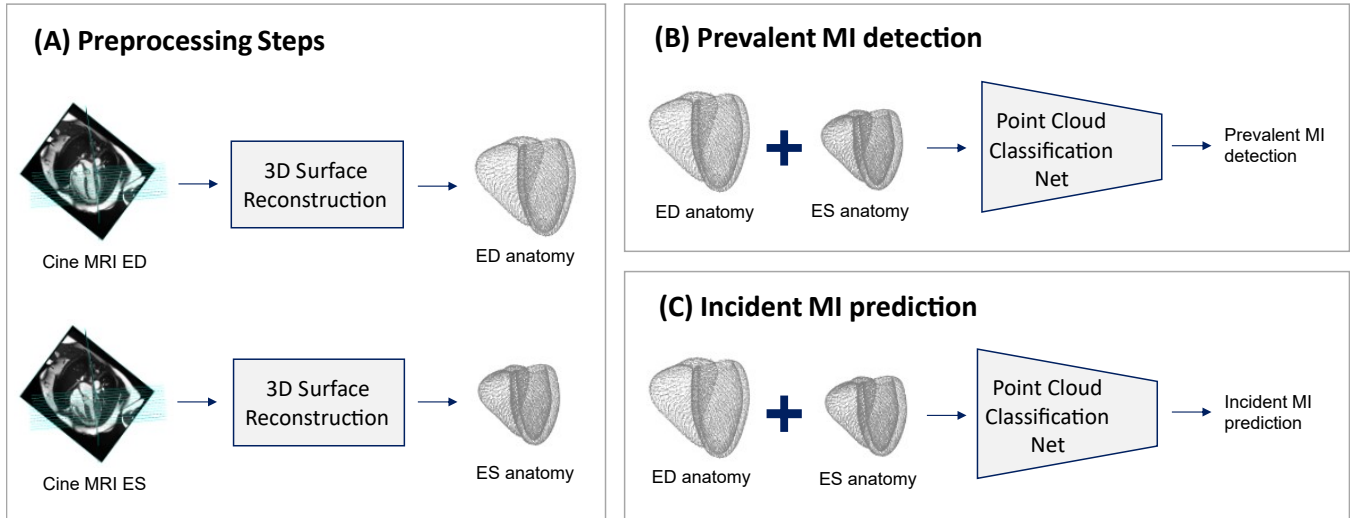 (A) Preprocessing Steps
3D Surface
Reconstruction
Cine MRI ED
ED anatomy
3D Surface
Reconstruction
Cine MRI ES
ES anatomy
(B) Prevalent MI detection
ED anatomy
ES anatomy
Point Cloud
Classification
Net
Prevalent MI
detection
(C) Incident MI prediction
ED anatomy
ES anatomy
Point Cloud
Classification
Net
Incident MI
prediction